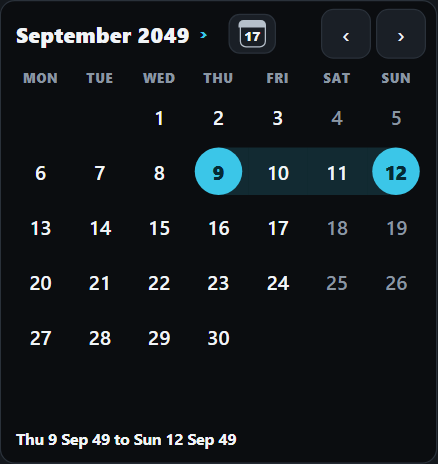 September 2049 › 17 ‹ ›
MON TUE WED THU FRI SAT SUN
1 2 3 4 5
6 7 8 9 10 11 12
13 14 15 16 17 18 19
20 21 22 23 24 25 26
27 28 29 30
Thu 9 Sep 49 to Sun 12 Sep 49